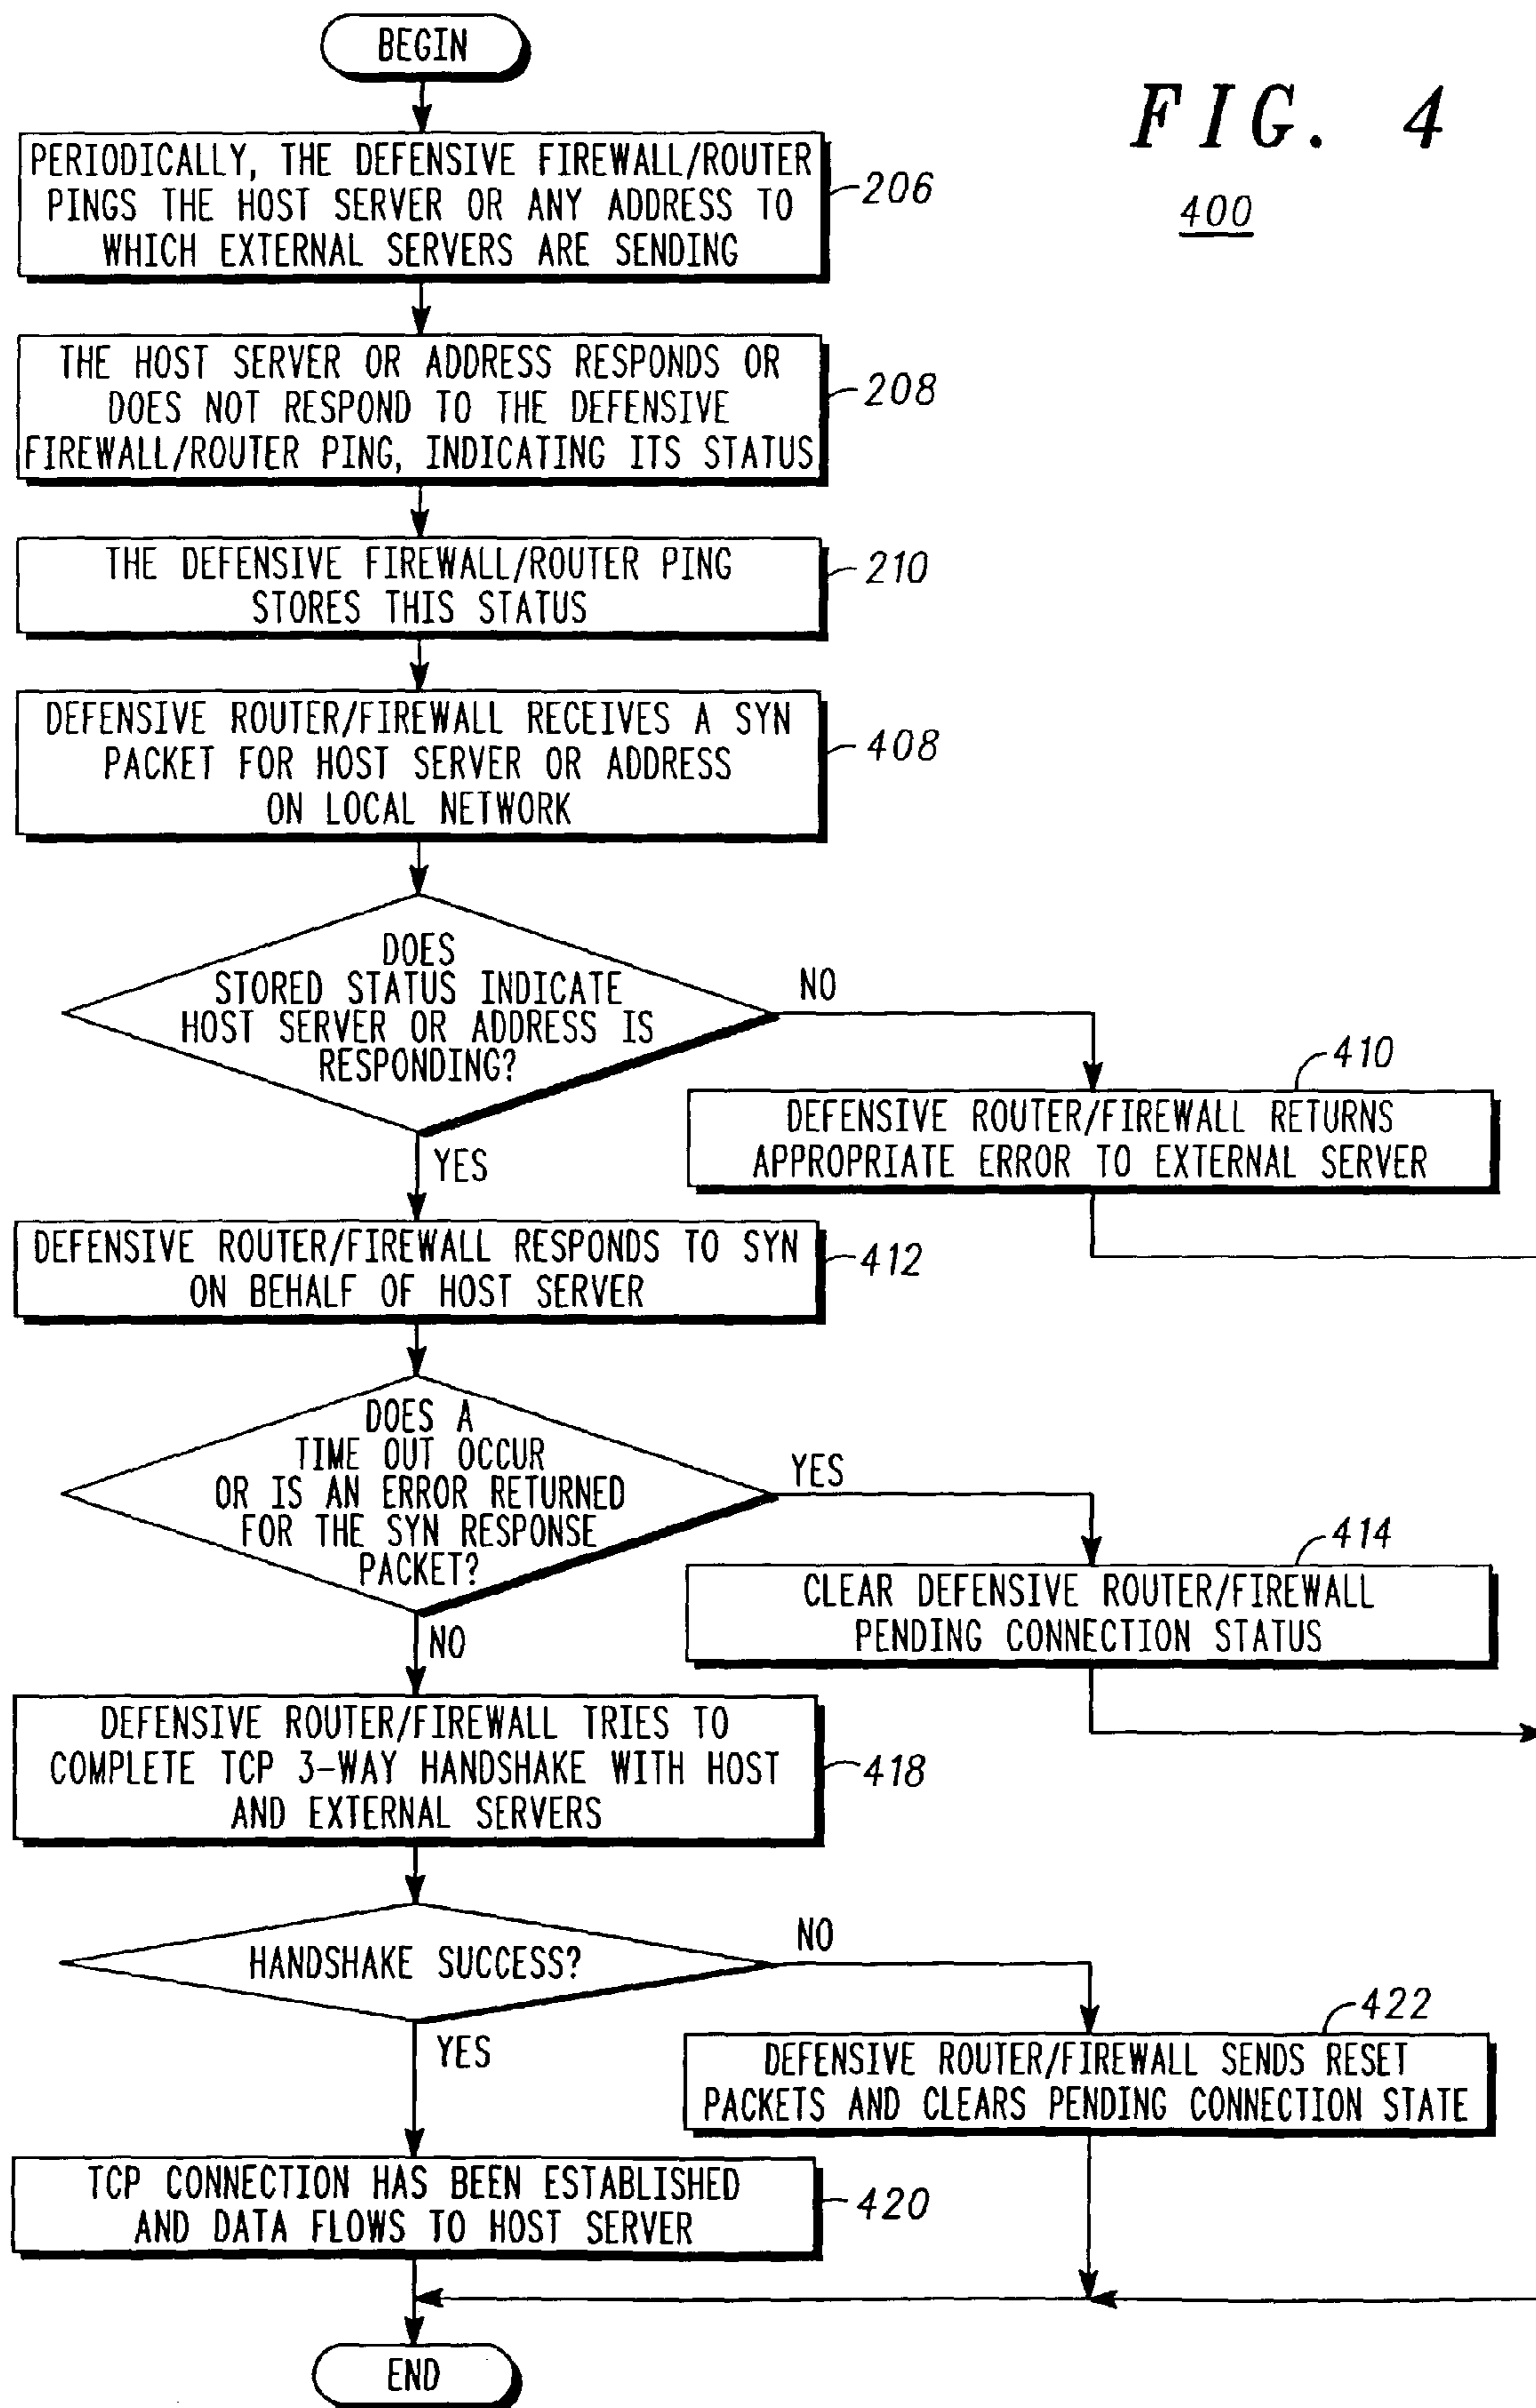 BEGIN
FIG. 4
400
PERIODICALLY, THE DEFENSIVE FIREWALL/ROUTER
PINGS THE HOST SERVER OR ANY ADDRESS TO
WHICH EXTERNAL SERVERS ARE SENDING
206
THE HOST SERVER OR ADDRESS RESPONDS OR
DOES NOT RESPOND TO THE DEFENSIVE
FIREWALL/ROUTER PING, INDICATING ITS STATUS
208
THE DEFENSIVE FIREWALL/ROUTER PING
STORES THIS STATUS
210
DEFENSIVE ROUTER/FIREWALL RECEIVES A SYN
PACKET FOR HOST SERVER OR ADDRESS
ON LOCAL NETWORK
408
DOES
STORED STATUS INDICATE
HOST SERVER OR ADDRESS IS
RESPONDING?
NO
YES
410
DEFENSIVE ROUTER/FIREWALL RETURNS
APPROPRIATE ERROR TO EXTERNAL SERVER
DEFENSIVE ROUTER/FIREWALL RESPONDS TO SYN
ON BEHALF OF HOST SERVER
412
DOES A
TIME OUT OCCUR
OR IS AN ERROR RETURNED
FOR THE SYN RESPONSE
PACKET?
YES
NO
414
CLEAR DEFENSIVE ROUTER/FIREWALL
PENDING CONNECTION STATUS
DEFENSIVE ROUTER/FIREWALL TRIES TO
COMPLETE TCP 3-WAY HANDSHAKE WITH HOST
AND EXTERNAL SERVERS
418
HANDSHAKE SUCCESS?
NO
YES
422
DEFENSIVE ROUTER/FIREWALL SENDS RESET
PACKETS AND CLEARS PENDING CONNECTION STATE
TCP CONNECTION HAS BEEN ESTABLISHED
AND DATA FLOWS TO HOST SERVER
420
END